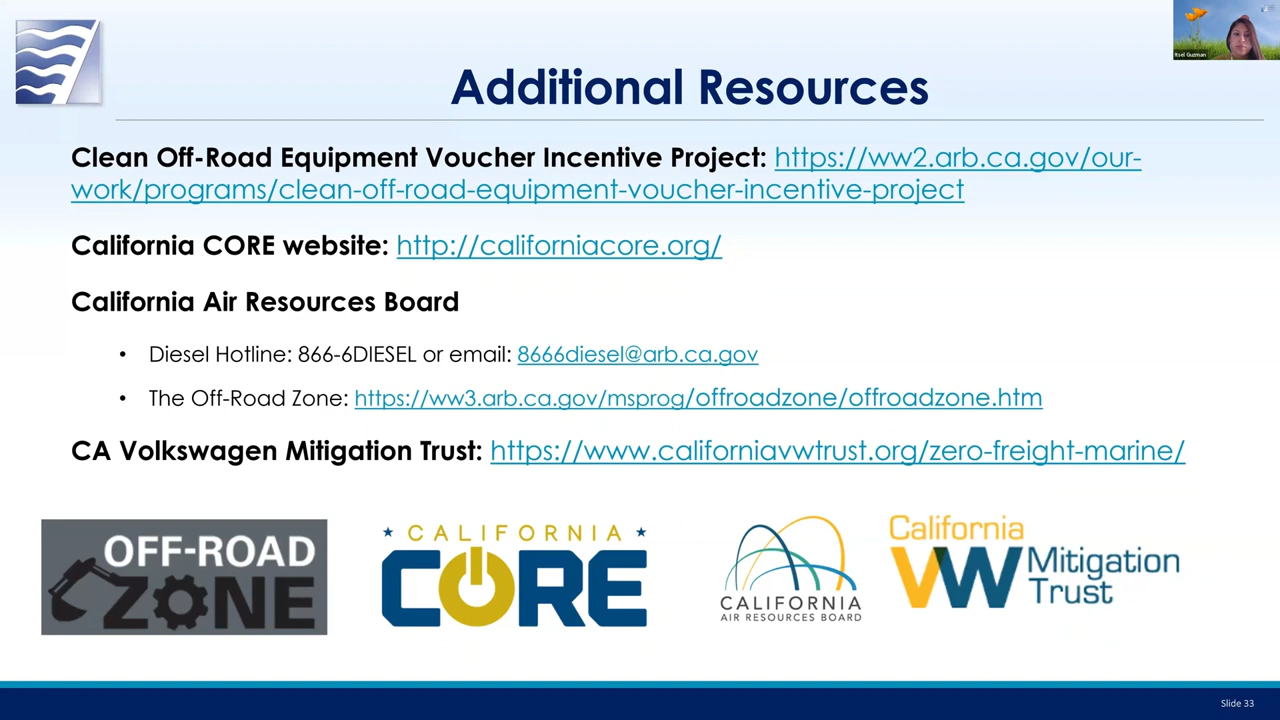 Itsel Guzman
Additional Resources
Clean Off-Road Equipment Voucher Incentive Project: https://ww2.arb.ca.gov/our-
work/programs/clean-off-road-equipment-voucher-incentive-project
California CORE website: http://californiacore.org/
California Air Resources Board
• Diesel Hotline: 866-6DIESEL or email: 8666diesel@arb.ca.gov
• The Off-Road Zone: https://ww3.arb.ca.gov/msprog/offroadzone/offroadzone.htm
CA Volkswagen Mitigation Trust: https://www.californiavwtrust.org/zero-freight-marine/
OFF-ROAD
ZONE
CALIFORNIA
CORE
CALIFORNIA
AIR RESOURCES BOARD
California
VW Mitigation
Trust
Slide 33